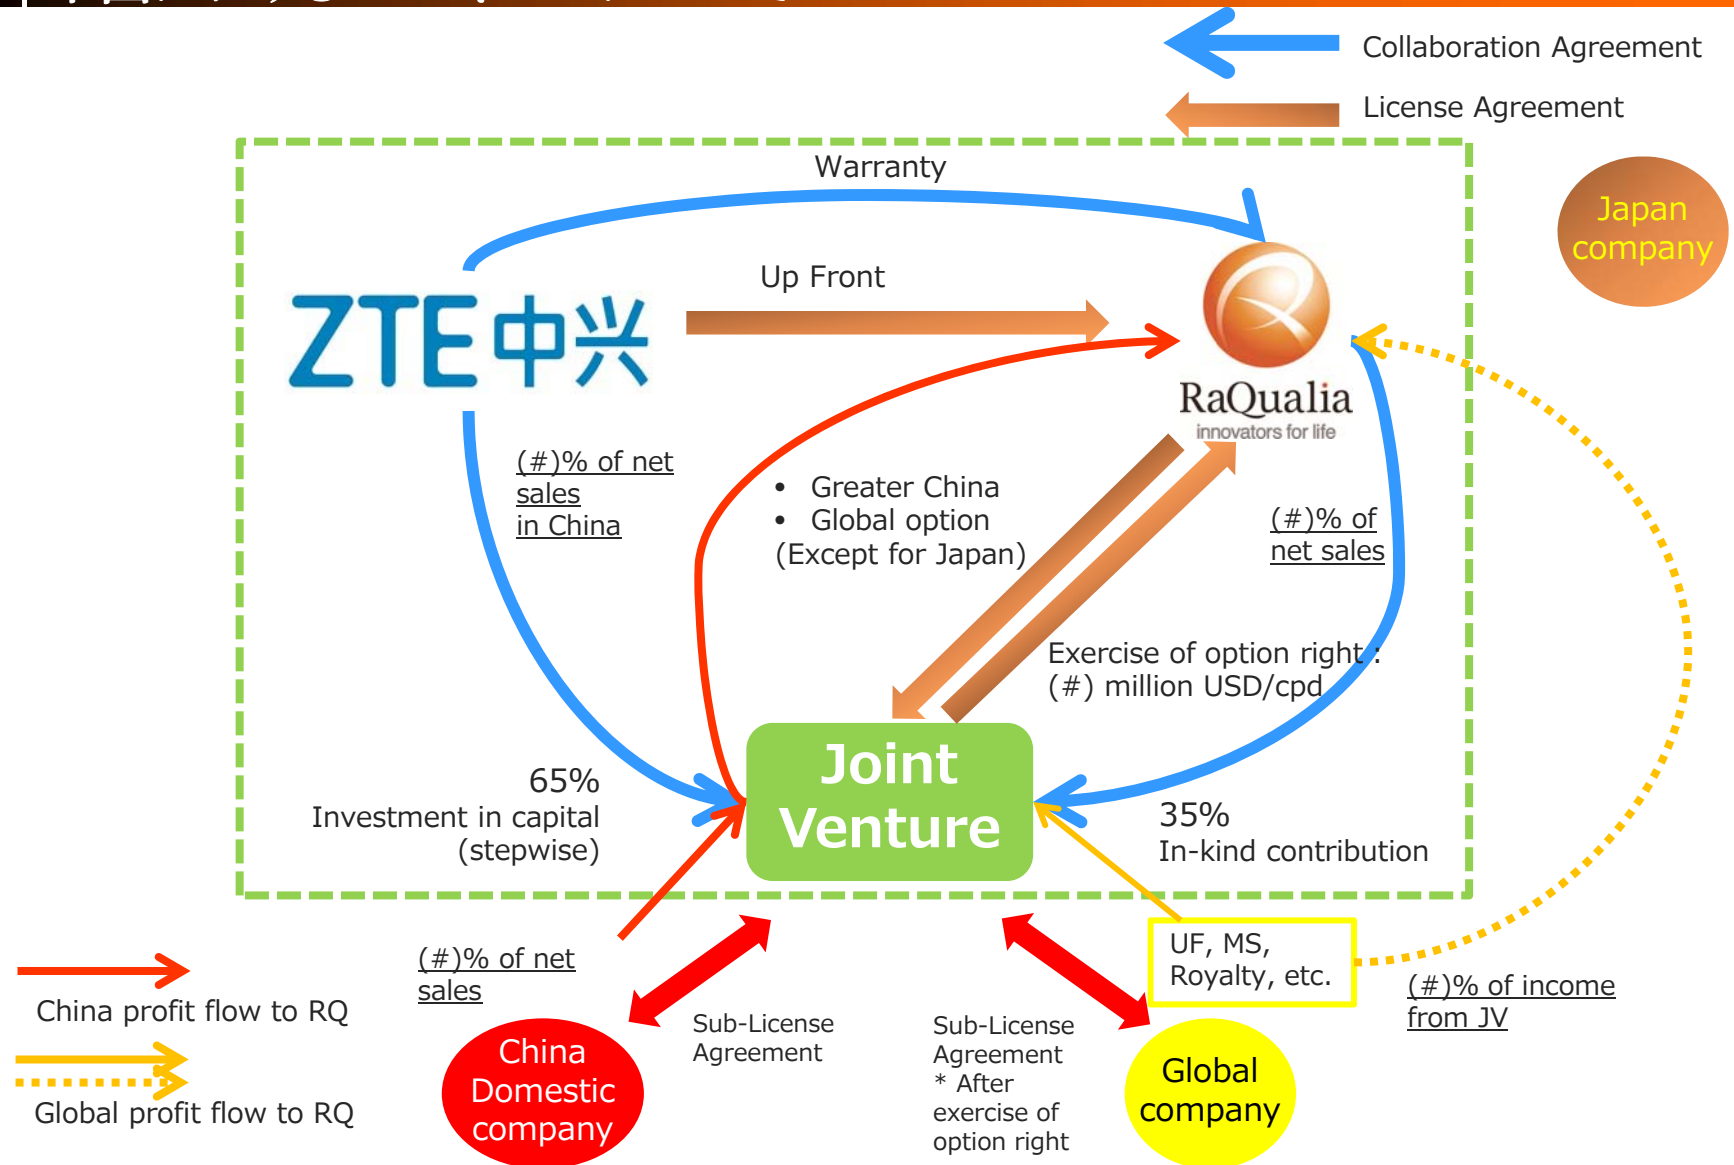 Collaboration Agreement
License Agreement
Warranty
Japan
company
Up Front
ZTE中兴
RaQualia
innovators for life
(#)% of net
sales
in China
• Greater China
• Global option
(Except for Japan)
(#)% of
net sales
Exercise of option right :
(#) million USD/cpd
Joint
Venture
65%
Investment in capital
(stepwise)
35%
In-kind contribution
(#)% of net
sales
UF, MS,
Royalty, etc.
(#)% of income
from JV
China profit flow to RQ
Global profit flow to RQ
Sub-License
Agreement
Sub-License
Agreement
* After
exercise of
option right
China
Domestic
company
Global
company